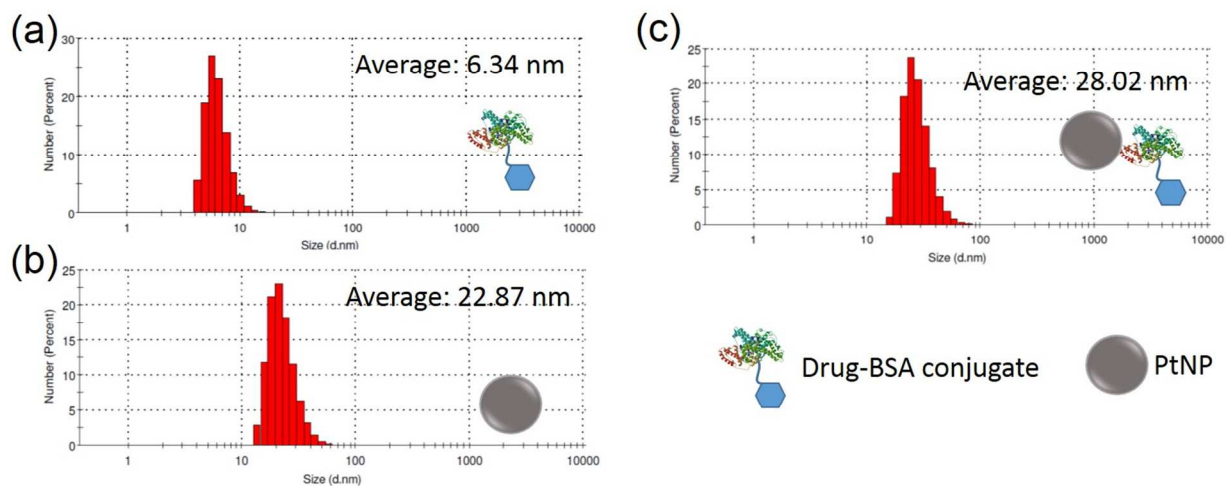 (a)
Number (Percent)
30
20
10
0
Average: 6.34 nm
1
10
100
1000
10000
Size (d.nm)
(b)
Number (Percent)
25
20
15
10
5
0
Average: 22.87 nm
1
10
100
1000
10000
Size (d.nm)
(c)
Number (Percent)
25
20
15
10
5
0
Average: 28.02 nm
1
10
100
1000
10000
Size (d.nm)
Drug-BSA conjugate
PtNP